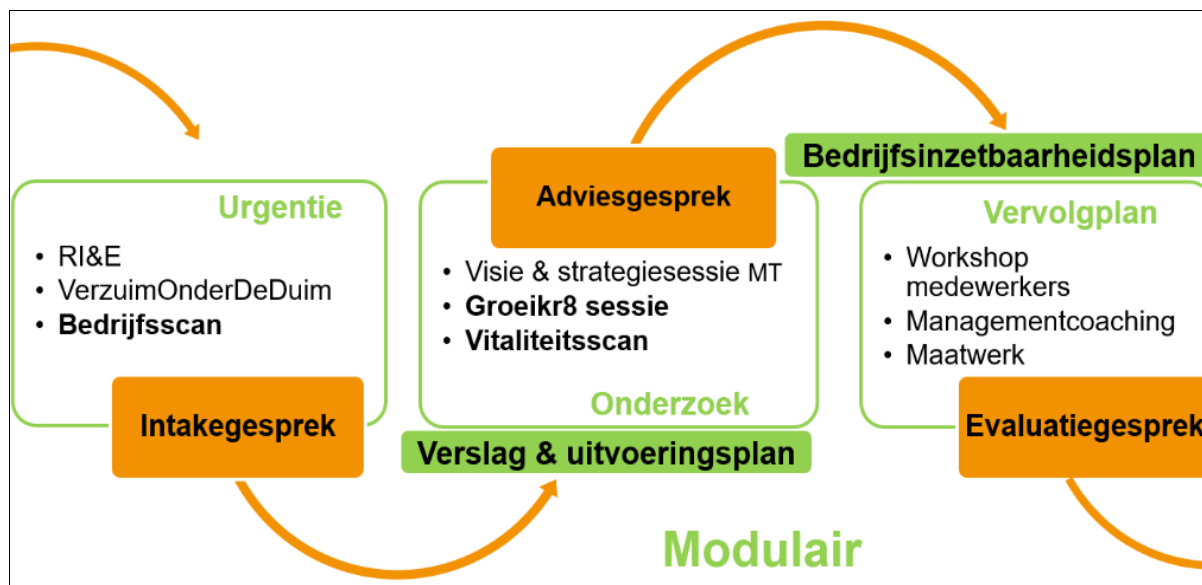 Urgentie
• RI&E
• VerzuimOnderDeDuim
• Bedrijfsscan
Intakegesprek
Adviesgesprek
• Visie & strategiesessie MT
• Groeikr8 sessie
• Vitaliteitsscan
Onderzoek
Verslag & uitvoeringsplan
Bedrijfsinzetbaarheidsplan
Vervolgplan
• Workshop
medewerkers
• Managementcoaching
• Maatwerk
Evaluatiegesprek
Modulair